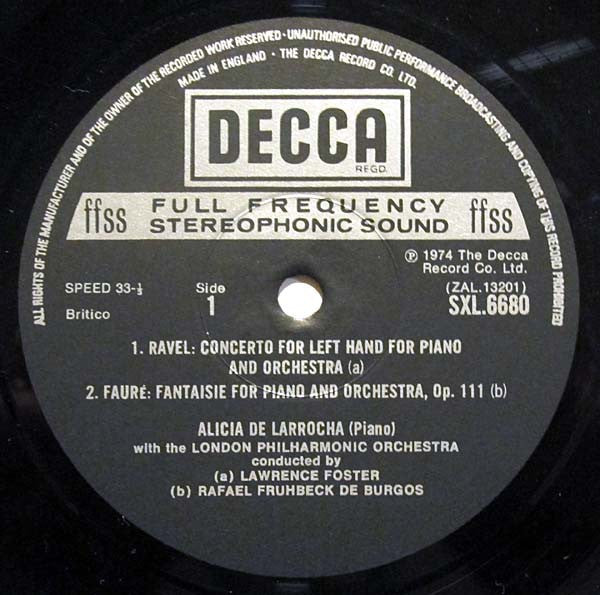 ALL RIGHTS OF THE MANUFACTURER AND OF THE OWNER OF THE RECORDED WORK RESERVED · UNAUTHORISED PUBLIC PERFORMANCE BROADCASTING AND COPYING OF THIS RECORD PROHIBITED
MADE IN ENGLAND · THE DECCA RECORD CO. LTD.
DECCA
REGD.
ffss FULL FREQUENCY STEREOPHONIC SOUND ffss
℗ 1974 The Decca
Record Co. Ltd.
SPEED 33-⅓ Side (ZAL.13201)
Britico 1 SXL.6680
1. RAVEL: CONCERTO FOR LEFT HAND FOR PIANO
AND ORCHESTRA (a)
2. FAURÉ: FANTAISIE FOR PIANO AND ORCHESTRA, Op. 111 (b)
ALICIA DE LARROCHA (Piano)
with the LONDON PHILHARMONIC ORCHESTRA
conducted by
(a) LAWRENCE FOSTER
(b) RAFAEL FRUHBECK DE BURGOS